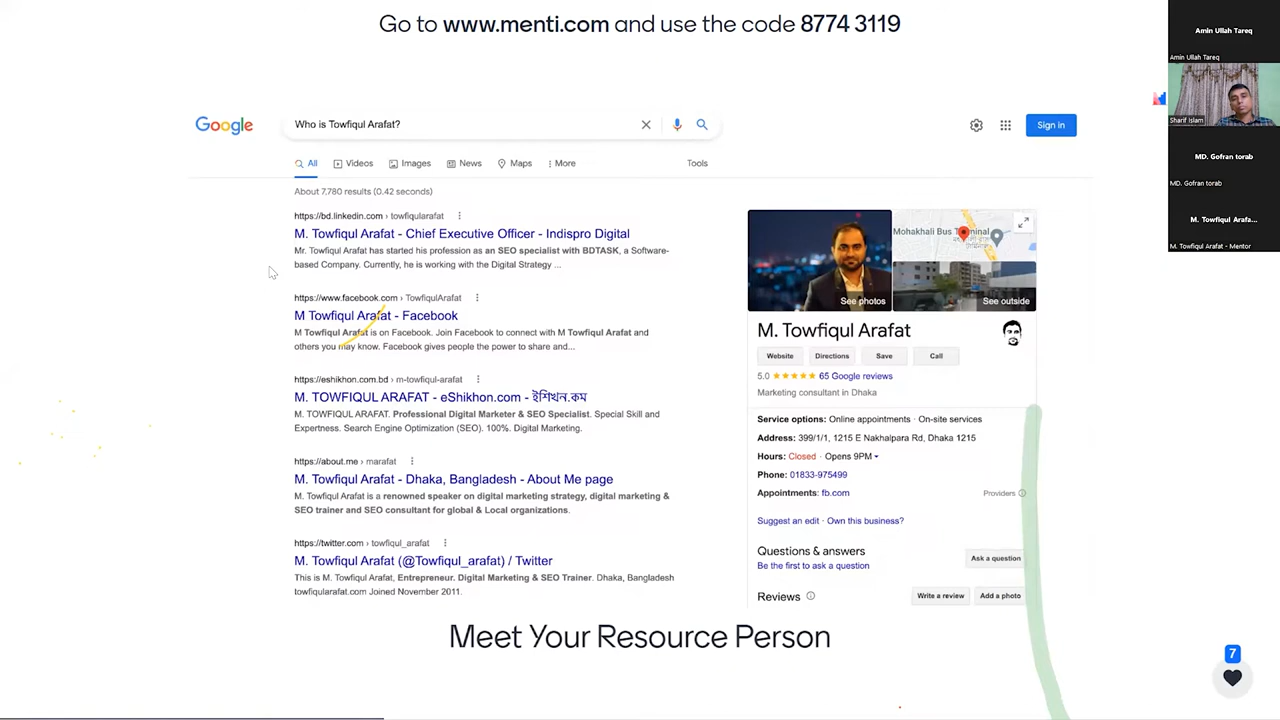 Go to www.menti.com and use the code 8774 3119
Amin Ullah Tareq
Amin Ullah Tareq
Sharif Islam
MD. Gofran torab
MD. Gofran torab
M. Towfiqul Arafa...
M. Towfiqul Arafat - Mentor
Google
Who is Towfiqul Arafat?
Sign in
All Videos Images News Maps More Tools
About 7,780 results (0.42 seconds)
https://bd.linkedin.com › towfiqularafat
M. Towfiqul Arafat - Chief Executive Officer - Indispro Digital
Mr. Towfiqul Arafat has started his profession as an SEO specialist with BDTASK, a Software-
based Company. Currently, he is working with the Digital Strategy ...
https://www.facebook.com › TowfiqulArafat
M Towfiqul Arafat - Facebook
M Towfiqul Arafat is on Facebook. Join Facebook to connect with M Towfiqul Arafat and
others you may know. Facebook gives people the power to share and...
https://eshikhon.com.bd › m-towfiqul-arafat
M. TOWFIQUL ARAFAT - eShikhon.com - ইশিখন.কম
M. TOWFIQUL ARAFAT. Professional Digital Marketer & SEO Specialist. Special Skill and
Expertness. Search Engine Optimization (SEO). 100%. Digital Marketing.
https://about.me › marafat
M. Towfiqul Arafat - Dhaka, Bangladesh - About Me page
M. Towfiqul Arafat is a renowned speaker on digital marketing strategy, digital marketing &
SEO trainer and SEO consultant for global & Local organizations.
https://twitter.com › towfiqul_arafat
M. Towfiqul Arafat (@Towfiqul_arafat) / Twitter
This is M. Towfiqul Arafat, Entrepreneur. Digital Marketing & SEO Trainer. Dhaka, Bangladesh
towfiqularafat.com Joined November 2011.
Mohakhali Bus Terminal
See photos
See outside
M. Towfiqul Arafat
Website Directions Save Call
5.0 ★★★★★ 65 Google reviews
Marketing consultant in Dhaka
Service options: Online appointments · On-site services
Address: 399/1/1, 1215 E Nakhalpara Rd, Dhaka 1215
Hours: Closed · Opens 9PM
Phone: 01833-975499
Appointments: fb.com
Providers
Suggest an edit · Own this business?
Questions & answers
Be the first to ask a question
Ask a question
Reviews
Write a review Add a photo
Meet Your Resource Person
7